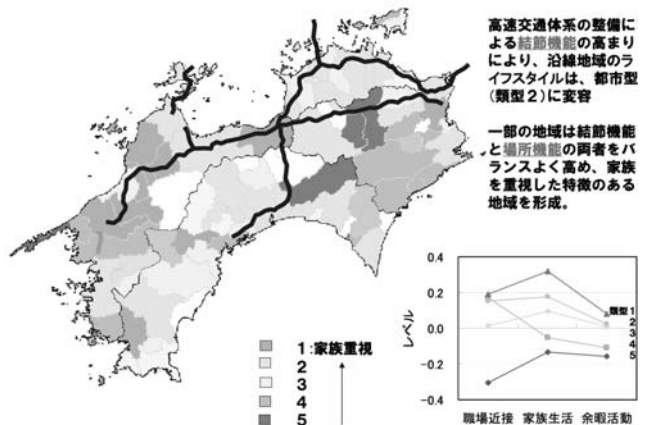 高速交通体系の整備に
よる結節機能の高まり
により、沿線地域のラ
イフスタイルは、都市型
(類型2)に変容
一部の地域は結節機能
と場所機能の両者をバ
ランスよく高め、家族
を重視した特徴のある
地域を形成。
1:家族重視
2
3
4
5
レベル
0.4
0.2
0.0
-0.2
-0.4
類型1
2
3
4
5
職場近接 家族生活 余暇活動